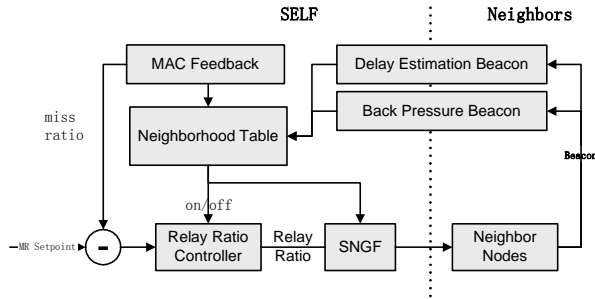 SELF
Neighbors
MAC Feedback
Delay Estimation Beacon
Back Pressure Beacon
miss
ratio
Neighborhood Table
Beacon
on/off
MR Setpoint
-
Relay Ratio
Controller
Relay
Ratio
SNGF
Neighbor
Nodes